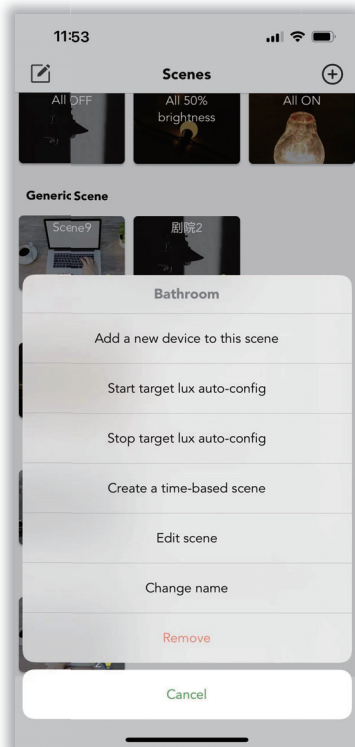 11:53
Scenes
All OFF
All 50%
brightness
All ON
Generic Scene
Scene9
剧院2
Bathroom
Add a new device to this scene
Start target lux auto-config
Stop target lux auto-config
Create a time-based scene
Edit scene
Change name
Remove
Cancel